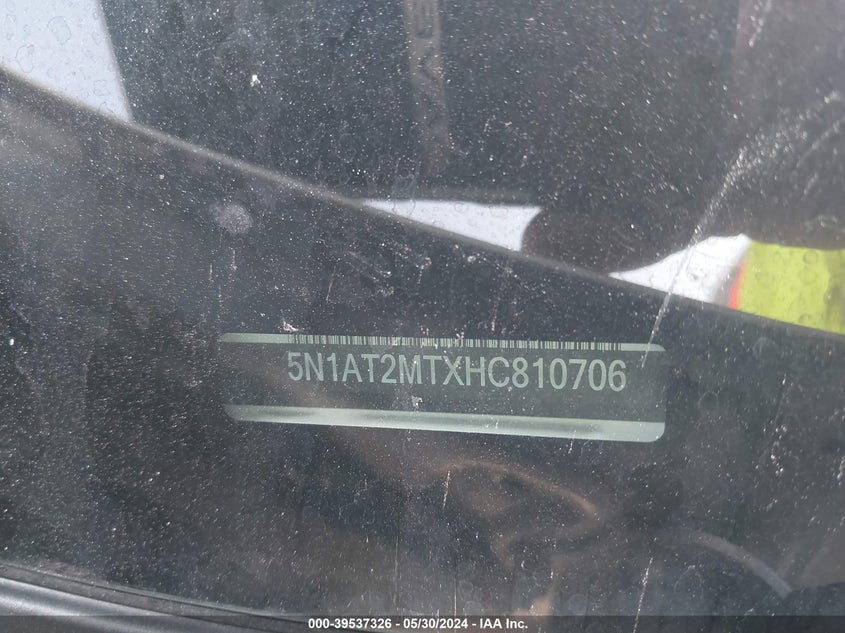 5N1AT2MTXHC810706
000-39537326 - 05/30/2024 - IAA Inc.